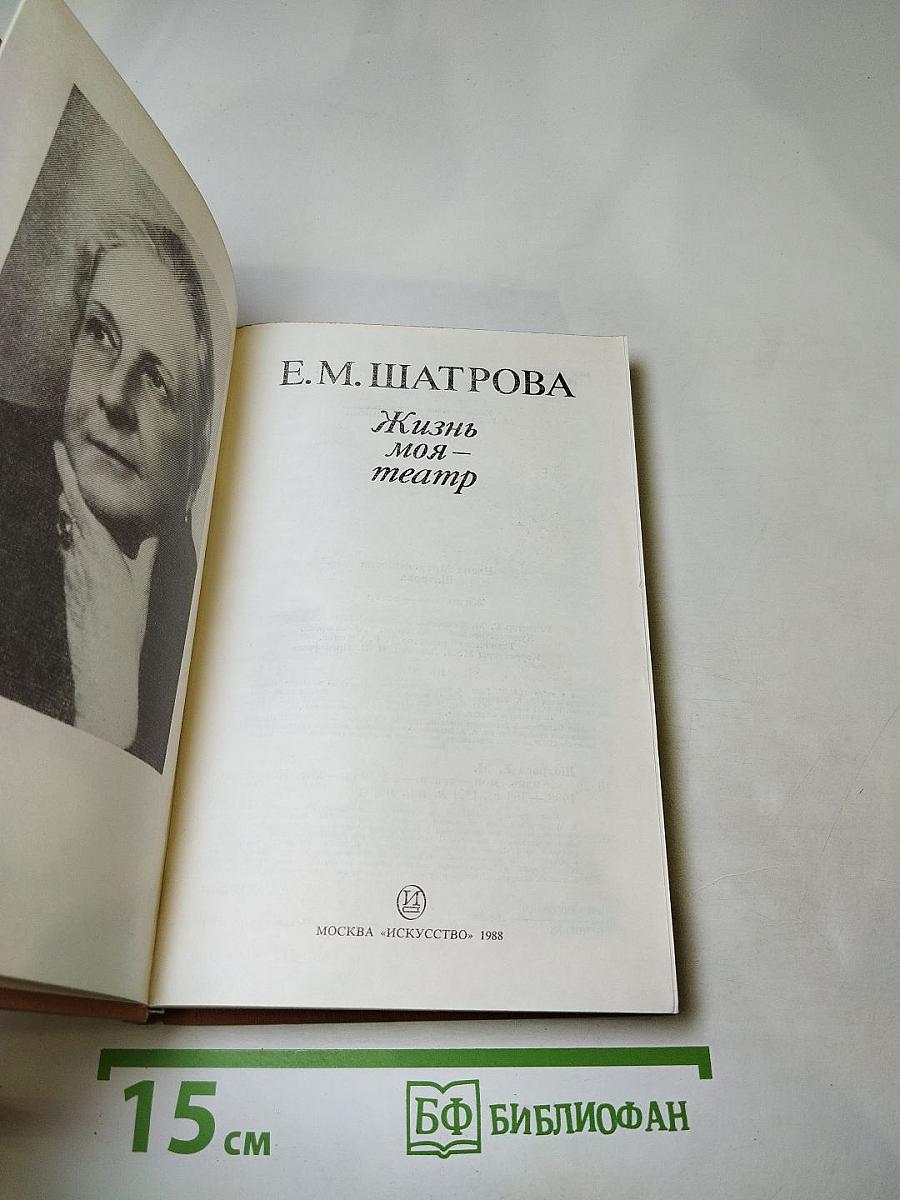 Е. М. ШАТРОВА
Жизнь
моя —
театр
И
МОСКВА «ИСКУССТВО» 1988
15 см
БФ БИБЛИОФАН